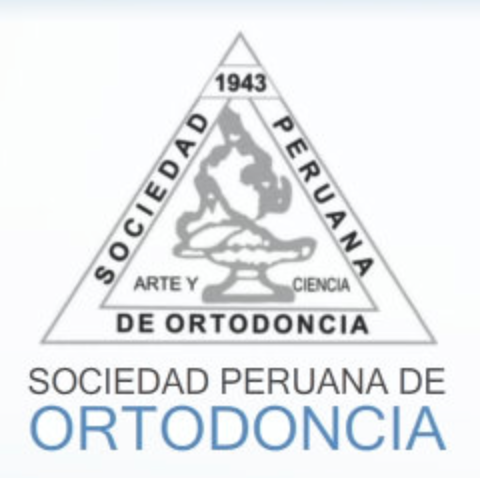 1943
SOCIEDAD
PERUANA
ARTE Y
CIENCIA
DE ORTODONCIA
SOCIEDAD PERUANA DE
ORTODONCIA